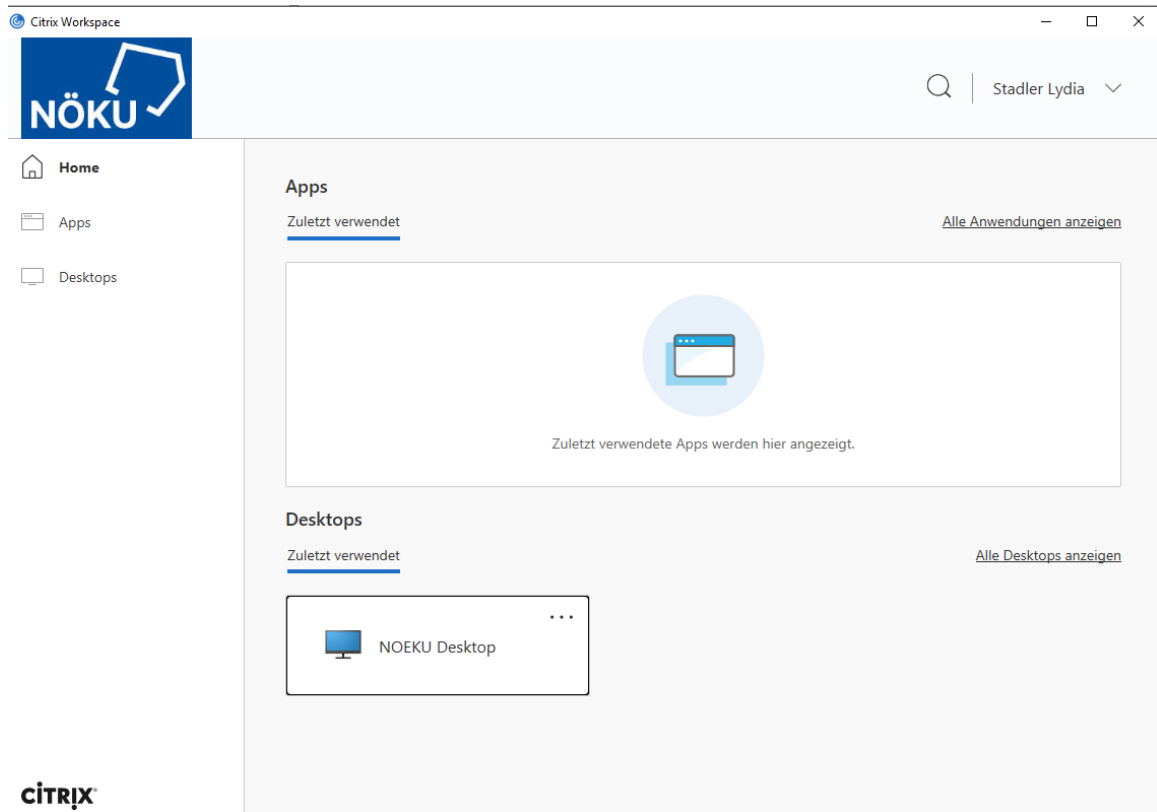 Citrix Workspace
NÖKU
Stadler Lydia
Home
Apps
Desktops
Apps
Zuletzt verwendet
Alle Anwendungen anzeigen
Zuletzt verwendete Apps werden hier angezeigt.
Desktops
Zuletzt verwendet
Alle Desktops anzeigen
NOEKU Desktop
citrix